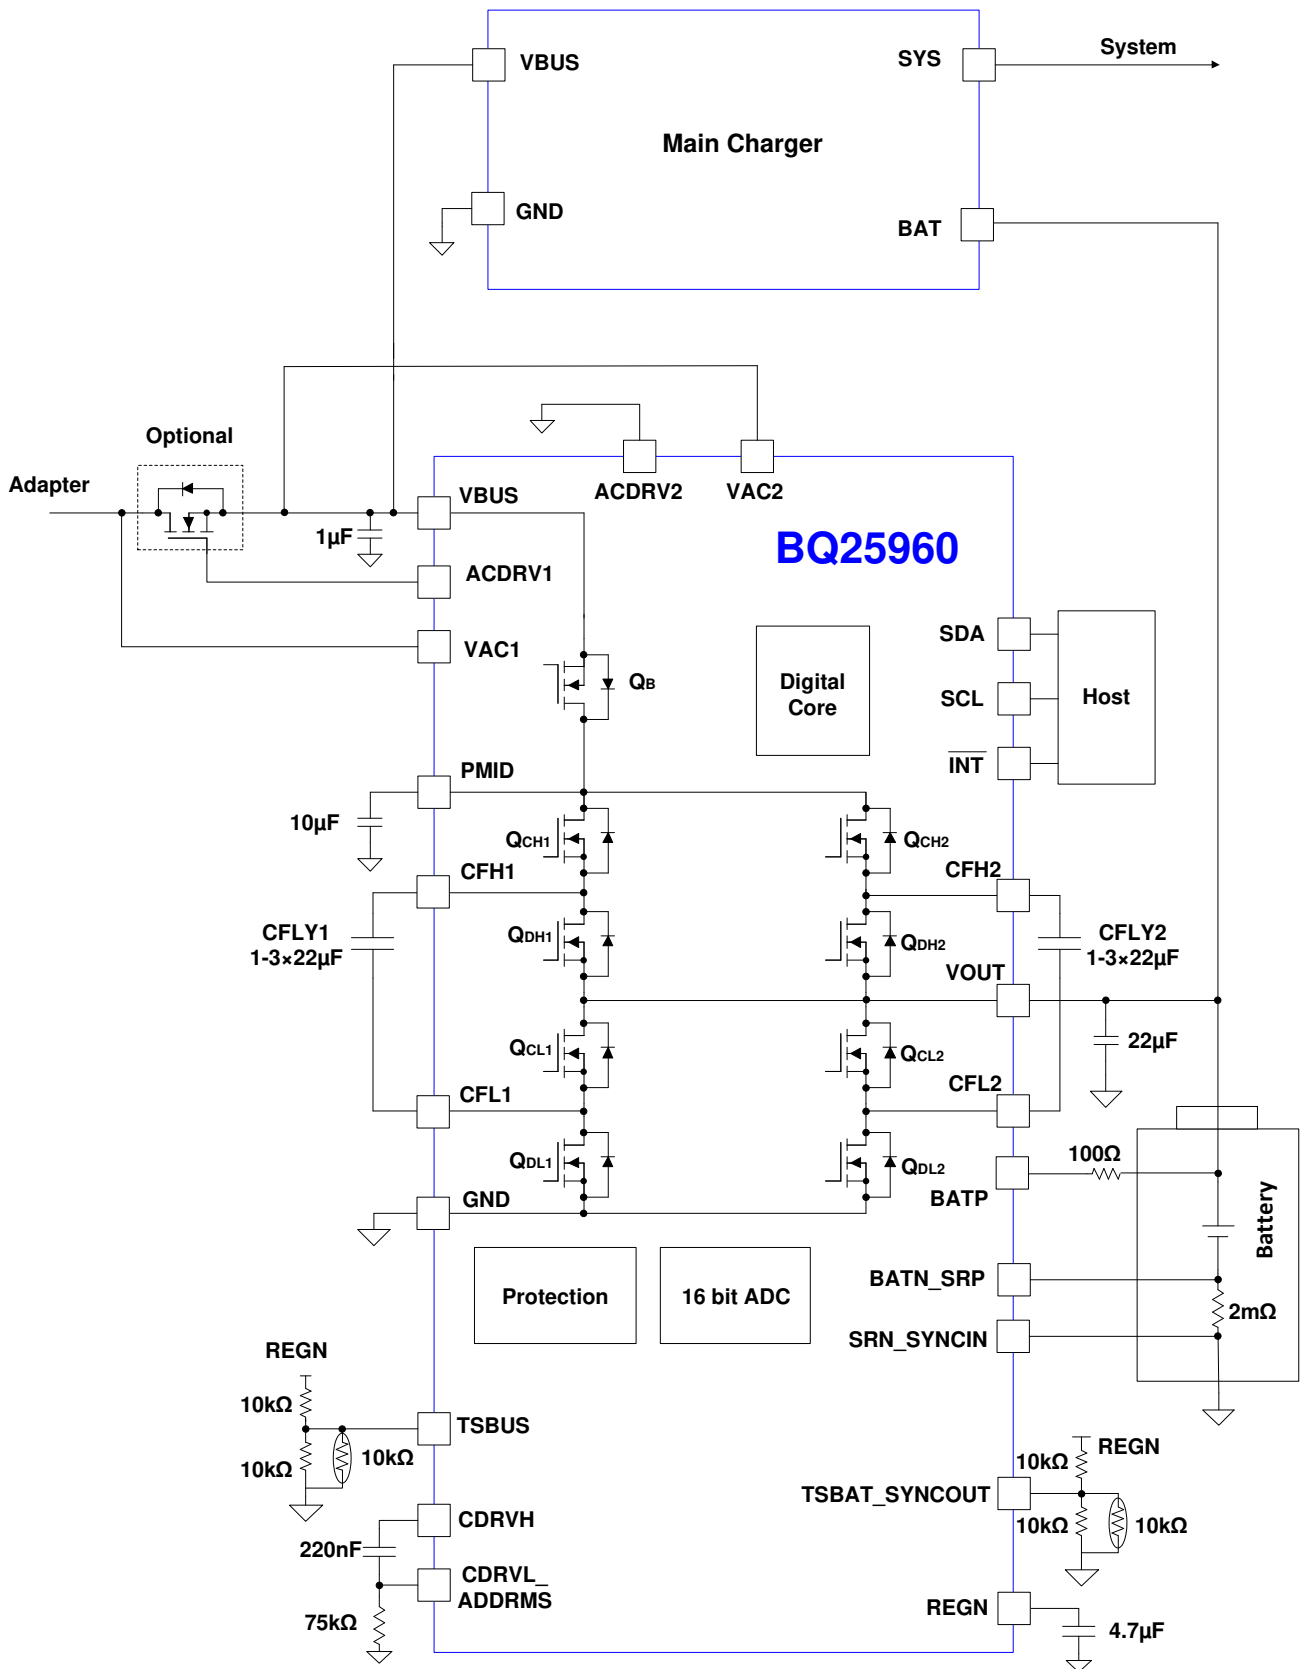 VBUS
SYS
System
Main Charger
GND
BAT
Optional
Adapter
ACDRV2
VAC2
VBUS
1µF
BQ25960
ACDRV1
VAC1
SDA
QB
Digital
Core
SCL
Host
INT
PMID
10µF
QCH1
QCH2
CFH1
CFH2
CFLY1
1-3×22µF
QDH1
QDH2
CFLY2
1-3×22µF
VOUT
QCL1
QCL2
22µF
CFL1
CFL2
QDL1
QDL2
100Ω
GND
BATP
Battery
BATN_SRP
Protection
16 bit ADC
2mΩ
SRN_SYNCIN
REGN
10kΩ
TSBUS
10kΩ
10kΩ
REGN
10kΩ
TSBAT_SYNCOUT
10kΩ
10kΩ
CDRVH
220nF
CDRVL_
ADDRMS
75kΩ
REGN
4.7µF